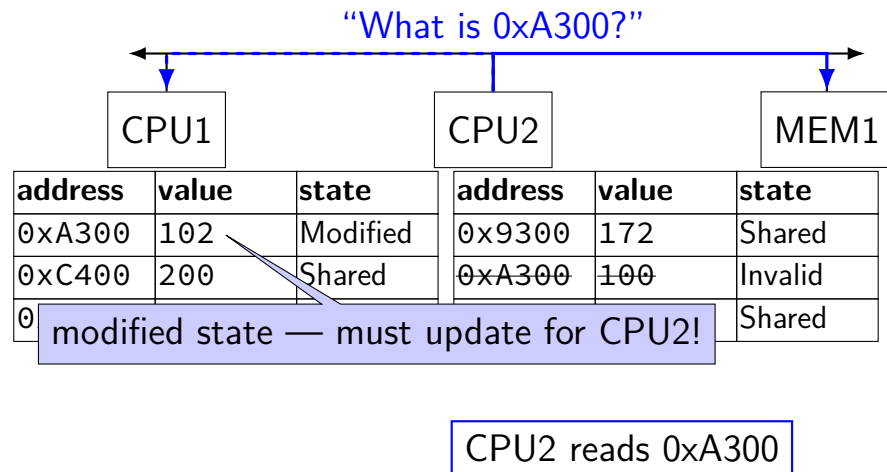 “What is 0xA300?”
CPU1 CPU2 MEM1
address value state address value state
0xA300 102 Modified 0x9300 172 Shared
0xC400 200 Shared 0xA300 100 Invalid
0 Shared
modified state — must update for CPU2!
CPU2 reads 0xA300